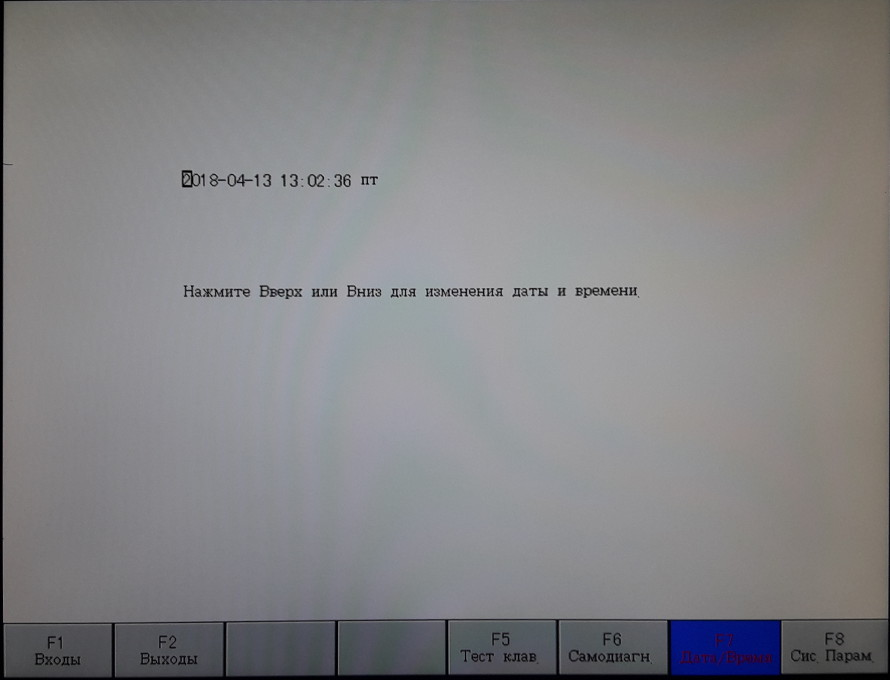 2018-04-13 13:02:36 пт
Нажмите Вверх или Вниз для изменения даты и времени.
F1
Входы
F2
Выходы
F5
Тест клав.
F6
Самодиагн.
F7
Дата/Время
F8
Сис. Парам.